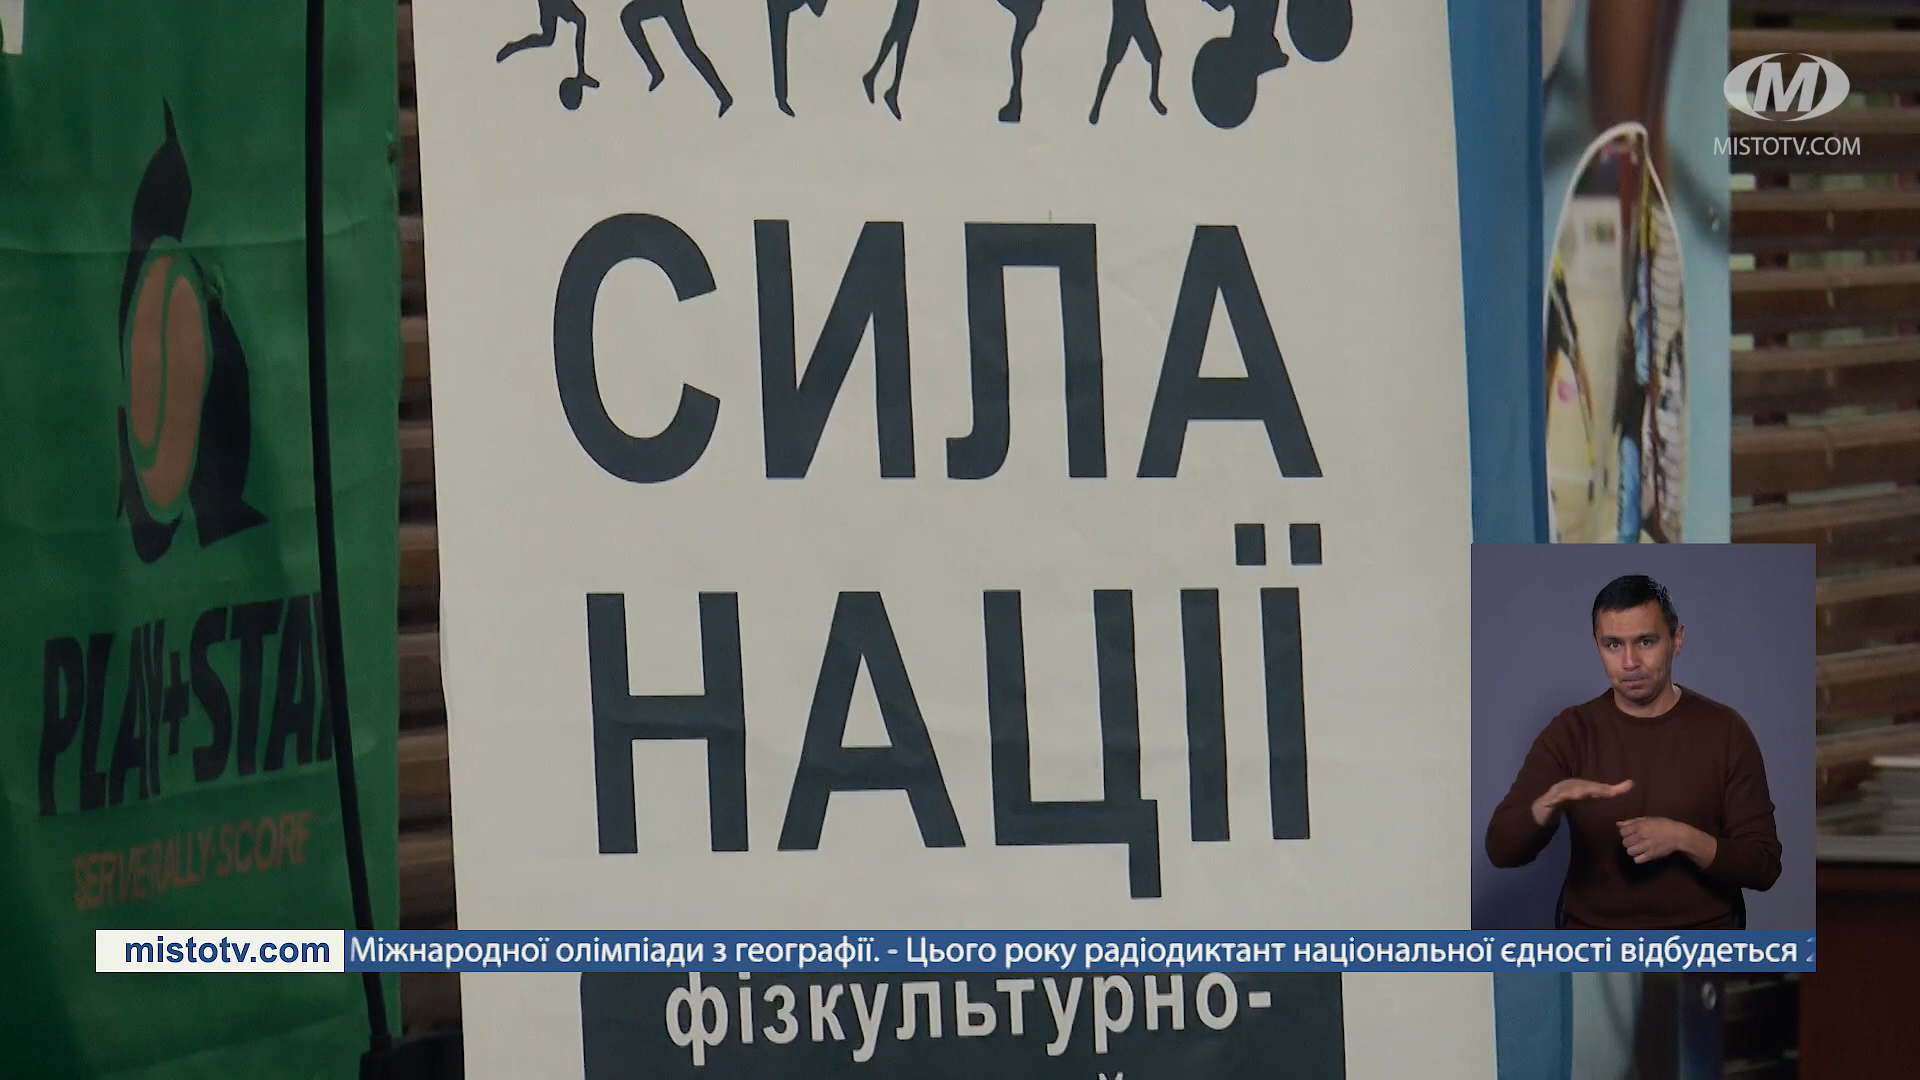 M
MISTOTV.COM
СИЛА
НАЦІЇ
PLAY+STAY
SERVE·RALLY·SCORE
mistotv.com
Міжнародної олімпіади з географії. - Цього року радіодиктант національної єдності відбудеться
фізкультурно-